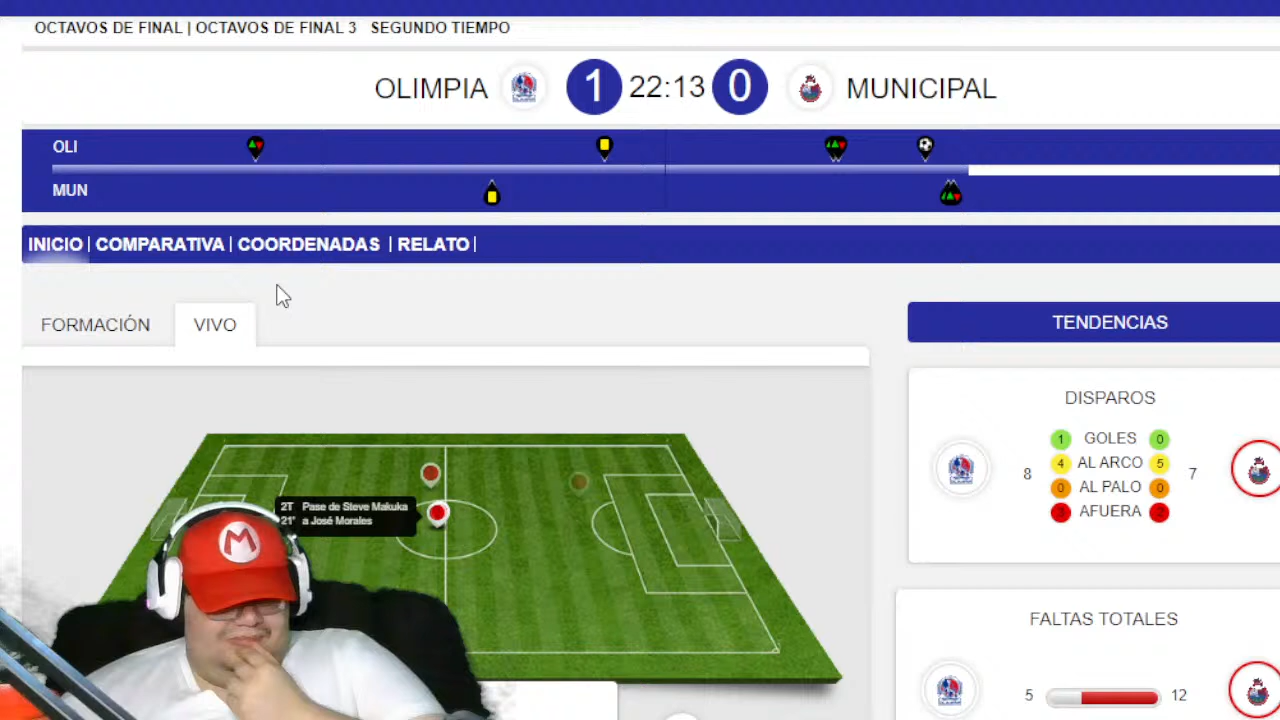 OCTAVOS DE FINAL | OCTAVOS DE FINAL 3 SEGUNDO TIEMPO
OLIMPIA 1 22:13 0 MUNICIPAL
OLI
MUN
INICIO | COMPARATIVA | COORDENADAS | RELATO |
FORMACIÓN VIVO
TENDENCIAS
DISPAROS
1 GOLES 0
4 AL ARCO 5
8 7
0 AL PALO 0
AFUERA
2T Pase de Steve Makuka
21' a José Morales
M
FALTAS TOTALES
5 12